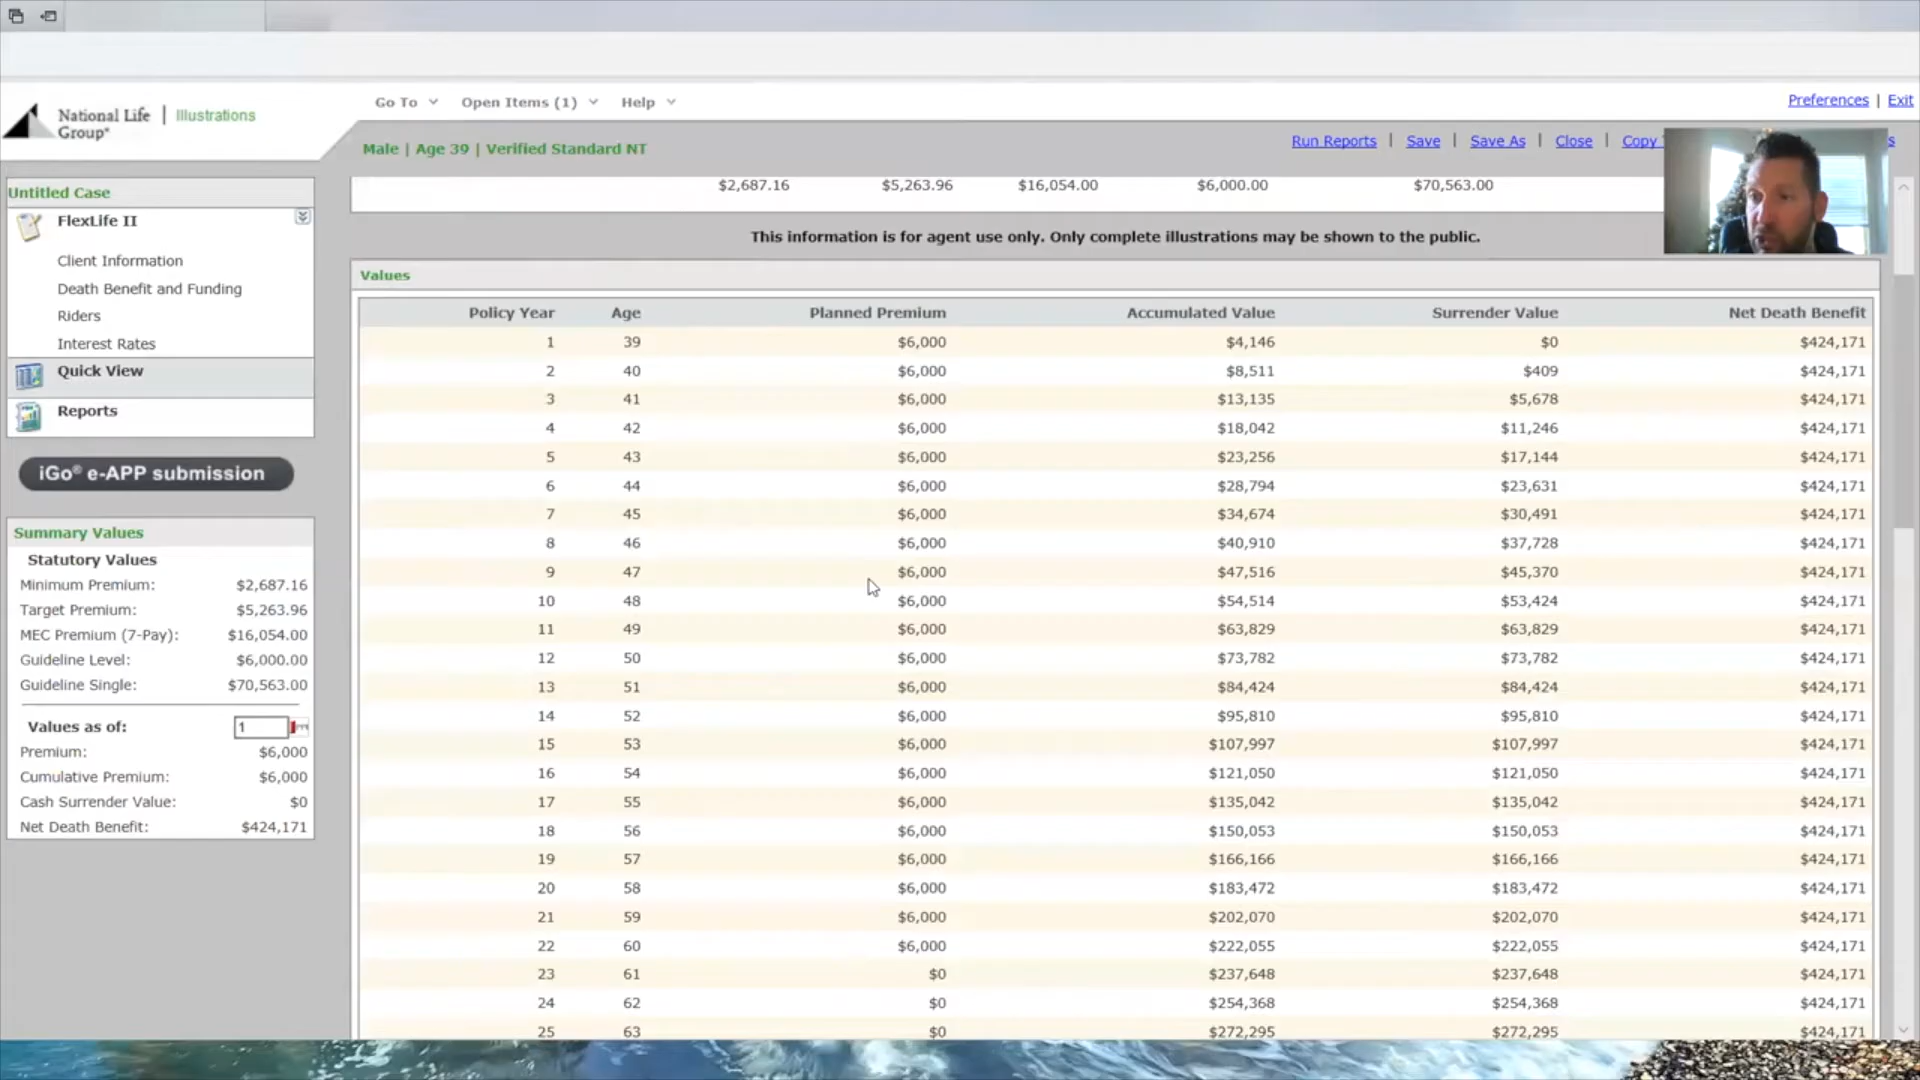 National Life Group® | Illustrations
Go To Open Items (1) Help
Preferences | Exit
Male | Age 39 | Verified Standard NT
Run Reports | Save | Save As | Close | Copy
$2,687.16 $5,263.96 $16,054.00 $6,000.00 $70,563.00
This information is for agent use only. Only complete illustrations may be shown to the public.
Untitled Case
FlexLife II
Client Information
Death Benefit and Funding
Riders
Interest Rates
Quick View
Reports
iGo® e-APP submission
Summary Values
Statutory Values
Minimum Premium: $2,687.16
Target Premium: $5,263.96
MEC Premium (7-Pay): $16,054.00
Guideline Level: $6,000.00
Guideline Single: $70,563.00
Values as of: 1
Premium: $6,000
Cumulative Premium: $6,000
Cash Surrender Value: $0
Net Death Benefit: $424,171
Values
Policy Year Age Planned Premium Accumulated Value Surrender Value Net Death Benefit
1 39 $6,000 $4,146 $0 $424,171
2 40 $6,000 $8,511 $409 $424,171
3 41 $6,000 $13,135 $5,678 $424,171
4 42 $6,000 $18,042 $11,246 $424,171
5 43 $6,000 $23,256 $17,144 $424,171
6 44 $6,000 $28,794 $23,631 $424,171
7 45 $6,000 $34,674 $30,491 $424,171
8 46 $6,000 $40,910 $37,728 $424,171
9 47 $6,000 $47,516 $45,370 $424,171
10 48 $6,000 $54,514 $53,424 $424,171
11 49 $6,000 $63,829 $63,829 $424,171
12 50 $6,000 $73,782 $73,782 $424,171
13 51 $6,000 $84,424 $84,424 $424,171
14 52 $6,000 $95,810 $95,810 $424,171
15 53 $6,000 $107,997 $107,997 $424,171
16 54 $6,000 $121,050 $121,050 $424,171
17 55 $6,000 $135,042 $135,042 $424,171
18 56 $6,000 $150,053 $150,053 $424,171
19 57 $6,000 $166,166 $166,166 $424,171
20 58 $6,000 $183,472 $183,472 $424,171
21 59 $6,000 $202,070 $202,070 $424,171
22 60 $6,000 $222,055 $222,055 $424,171
23 61 $0 $237,648 $237,648 $424,171
24 62 $0 $254,368 $254,368 $424,171
25 63 $0 $272,295 $272,295 $424,171